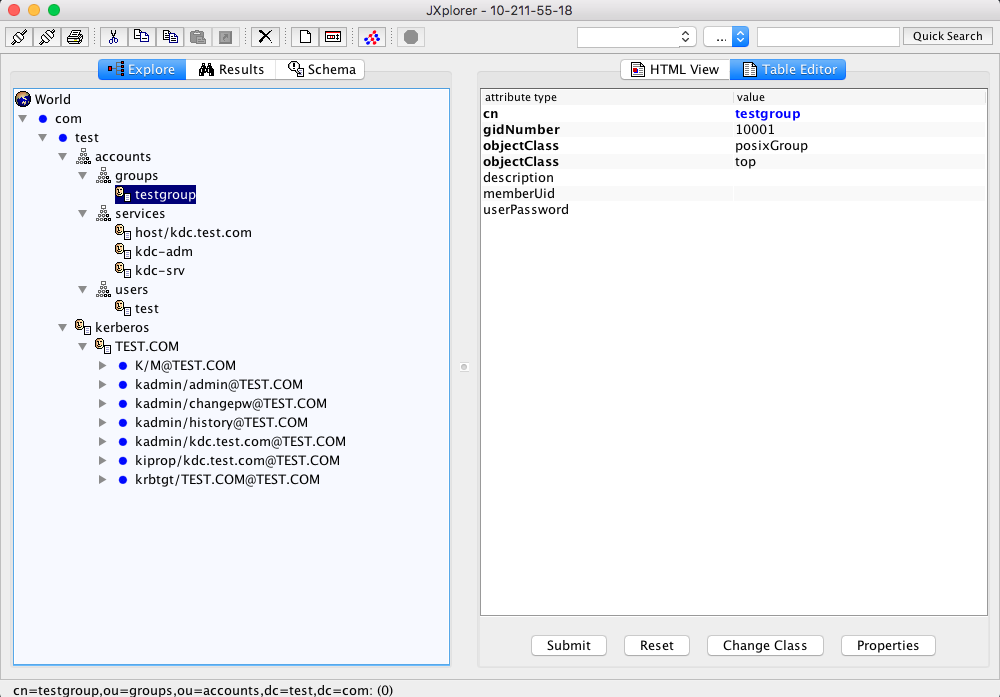 JXplorer - 10-211-55-18
... Quick Search
Explore Results Schema
HTML View Table Editor
World
com
test
accounts
groups
testgroup
services
host/kdc.test.com
kdc-adm
kdc-srv
users
test
kerberos
TEST.COM
K/M@TEST.COM
kadmin/admin@TEST.COM
kadmin/changepw@TEST.COM
kadmin/history@TEST.COM
kadmin/kdc.test.com@TEST.COM
kiprop/kdc.test.com@TEST.COM
krbtgt/TEST.COM@TEST.COM
attribute type value
cn testgroup
gidNumber 10001
objectClass posixGroup
objectClass top
description
memberUid
userPassword
Submit Reset Change Class Properties
cn=testgroup,ou=groups,ou=accounts,dc=test,dc=com: (0)